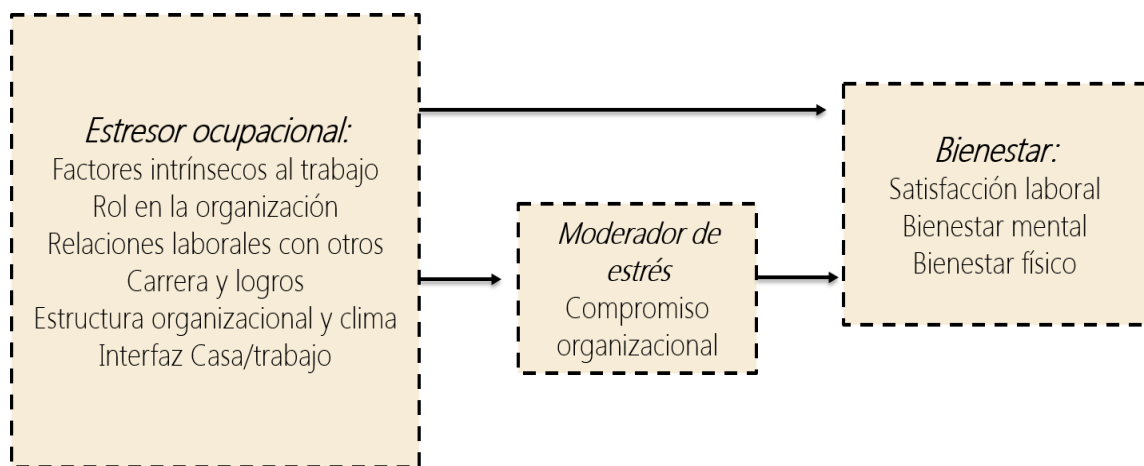 Estresor ocupacional:
Factores intrínsecos al trabajo
Rol en la organización
Relaciones laborales con otros
Carrera y logros
Estructura organizacional y clima
Interfaz Casa/trabajo
Moderador de
estrés
Compromiso
organizacional
Bienestar:
Satisfacción laboral
Bienestar mental
Bienestar físico